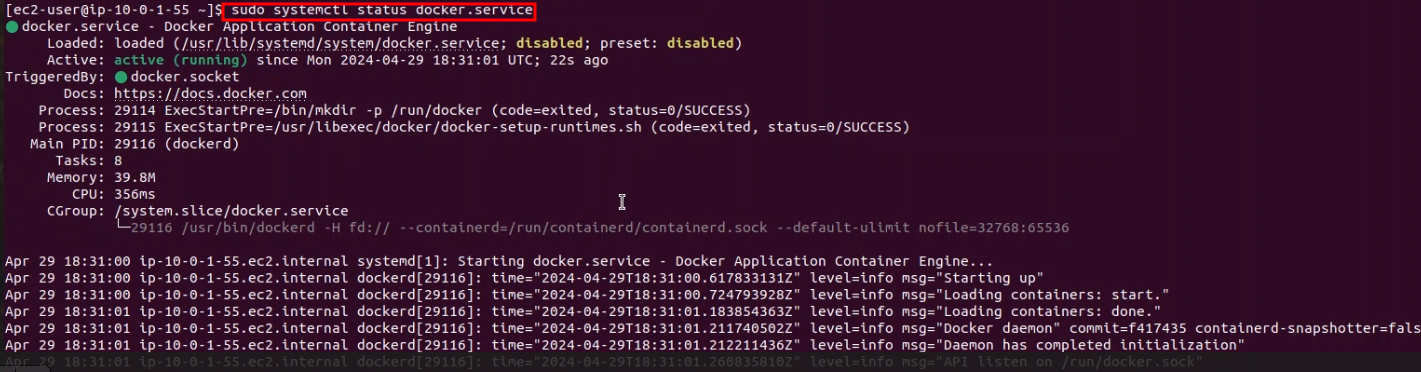 [ec2-user@ip-10-0-1-55 ~]$ sudo systemctl status docker.service
● docker.service - Docker Application Container Engine
Loaded: loaded (/usr/lib/systemd/system/docker.service; disabled; preset: disabled)
Active: active (running) since Mon 2024-04-29 18:31:01 UTC; 22s ago
TriggeredBy: ● docker.socket
Docs: https://docs.docker.com
Process: 29114 ExecStartPre=/bin/mkdir -p /run/docker (code=exited, status=0/SUCCESS)
Process: 29115 ExecStartPre=/usr/libexec/docker/docker-setup-runtimes.sh (code=exited, status=0/SUCCESS)
Main PID: 29116 (dockerd)
Tasks: 8
Memory: 39.8M
CPU: 356ms
CGroup: /system.slice/docker.service
└─29116 /usr/bin/dockerd -H fd:// --containerd=/run/containerd/containerd.sock --default-ulimit nofile=32768:65536
Apr 29 18:31:00 ip-10-0-1-55.ec2.internal systemd[1]: Starting docker.service - Docker Application Container Engine...
Apr 29 18:31:00 ip-10-0-1-55.ec2.internal dockerd[29116]: time="2024-04-29T18:31:00.617833131Z" level=info msg="Starting up"
Apr 29 18:31:00 ip-10-0-1-55.ec2.internal dockerd[29116]: time="2024-04-29T18:31:00.724793928Z" level=info msg="Loading containers: start."
Apr 29 18:31:01 ip-10-0-1-55.ec2.internal dockerd[29116]: time="2024-04-29T18:31:01.183854363Z" level=info msg="Loading containers: done."
Apr 29 18:31:01 ip-10-0-1-55.ec2.internal dockerd[29116]: time="2024-04-29T18:31:01.211740502Z" level=info msg="Docker daemon" commit=f417435 containerd-snapshotter=fals
Apr 29 18:31:01 ip-10-0-1-55.ec2.internal dockerd[29116]: time="2024-04-29T18:31:01.212211436Z" level=info msg="Daemon has completed initialization"
Apr 29 18:31:01 ip-10-0-1-55.ec2.internal dockerd[29116]: time="2024-04-29T18:31:01.260835810Z" level=info msg="API listen on /run/docker.sock"